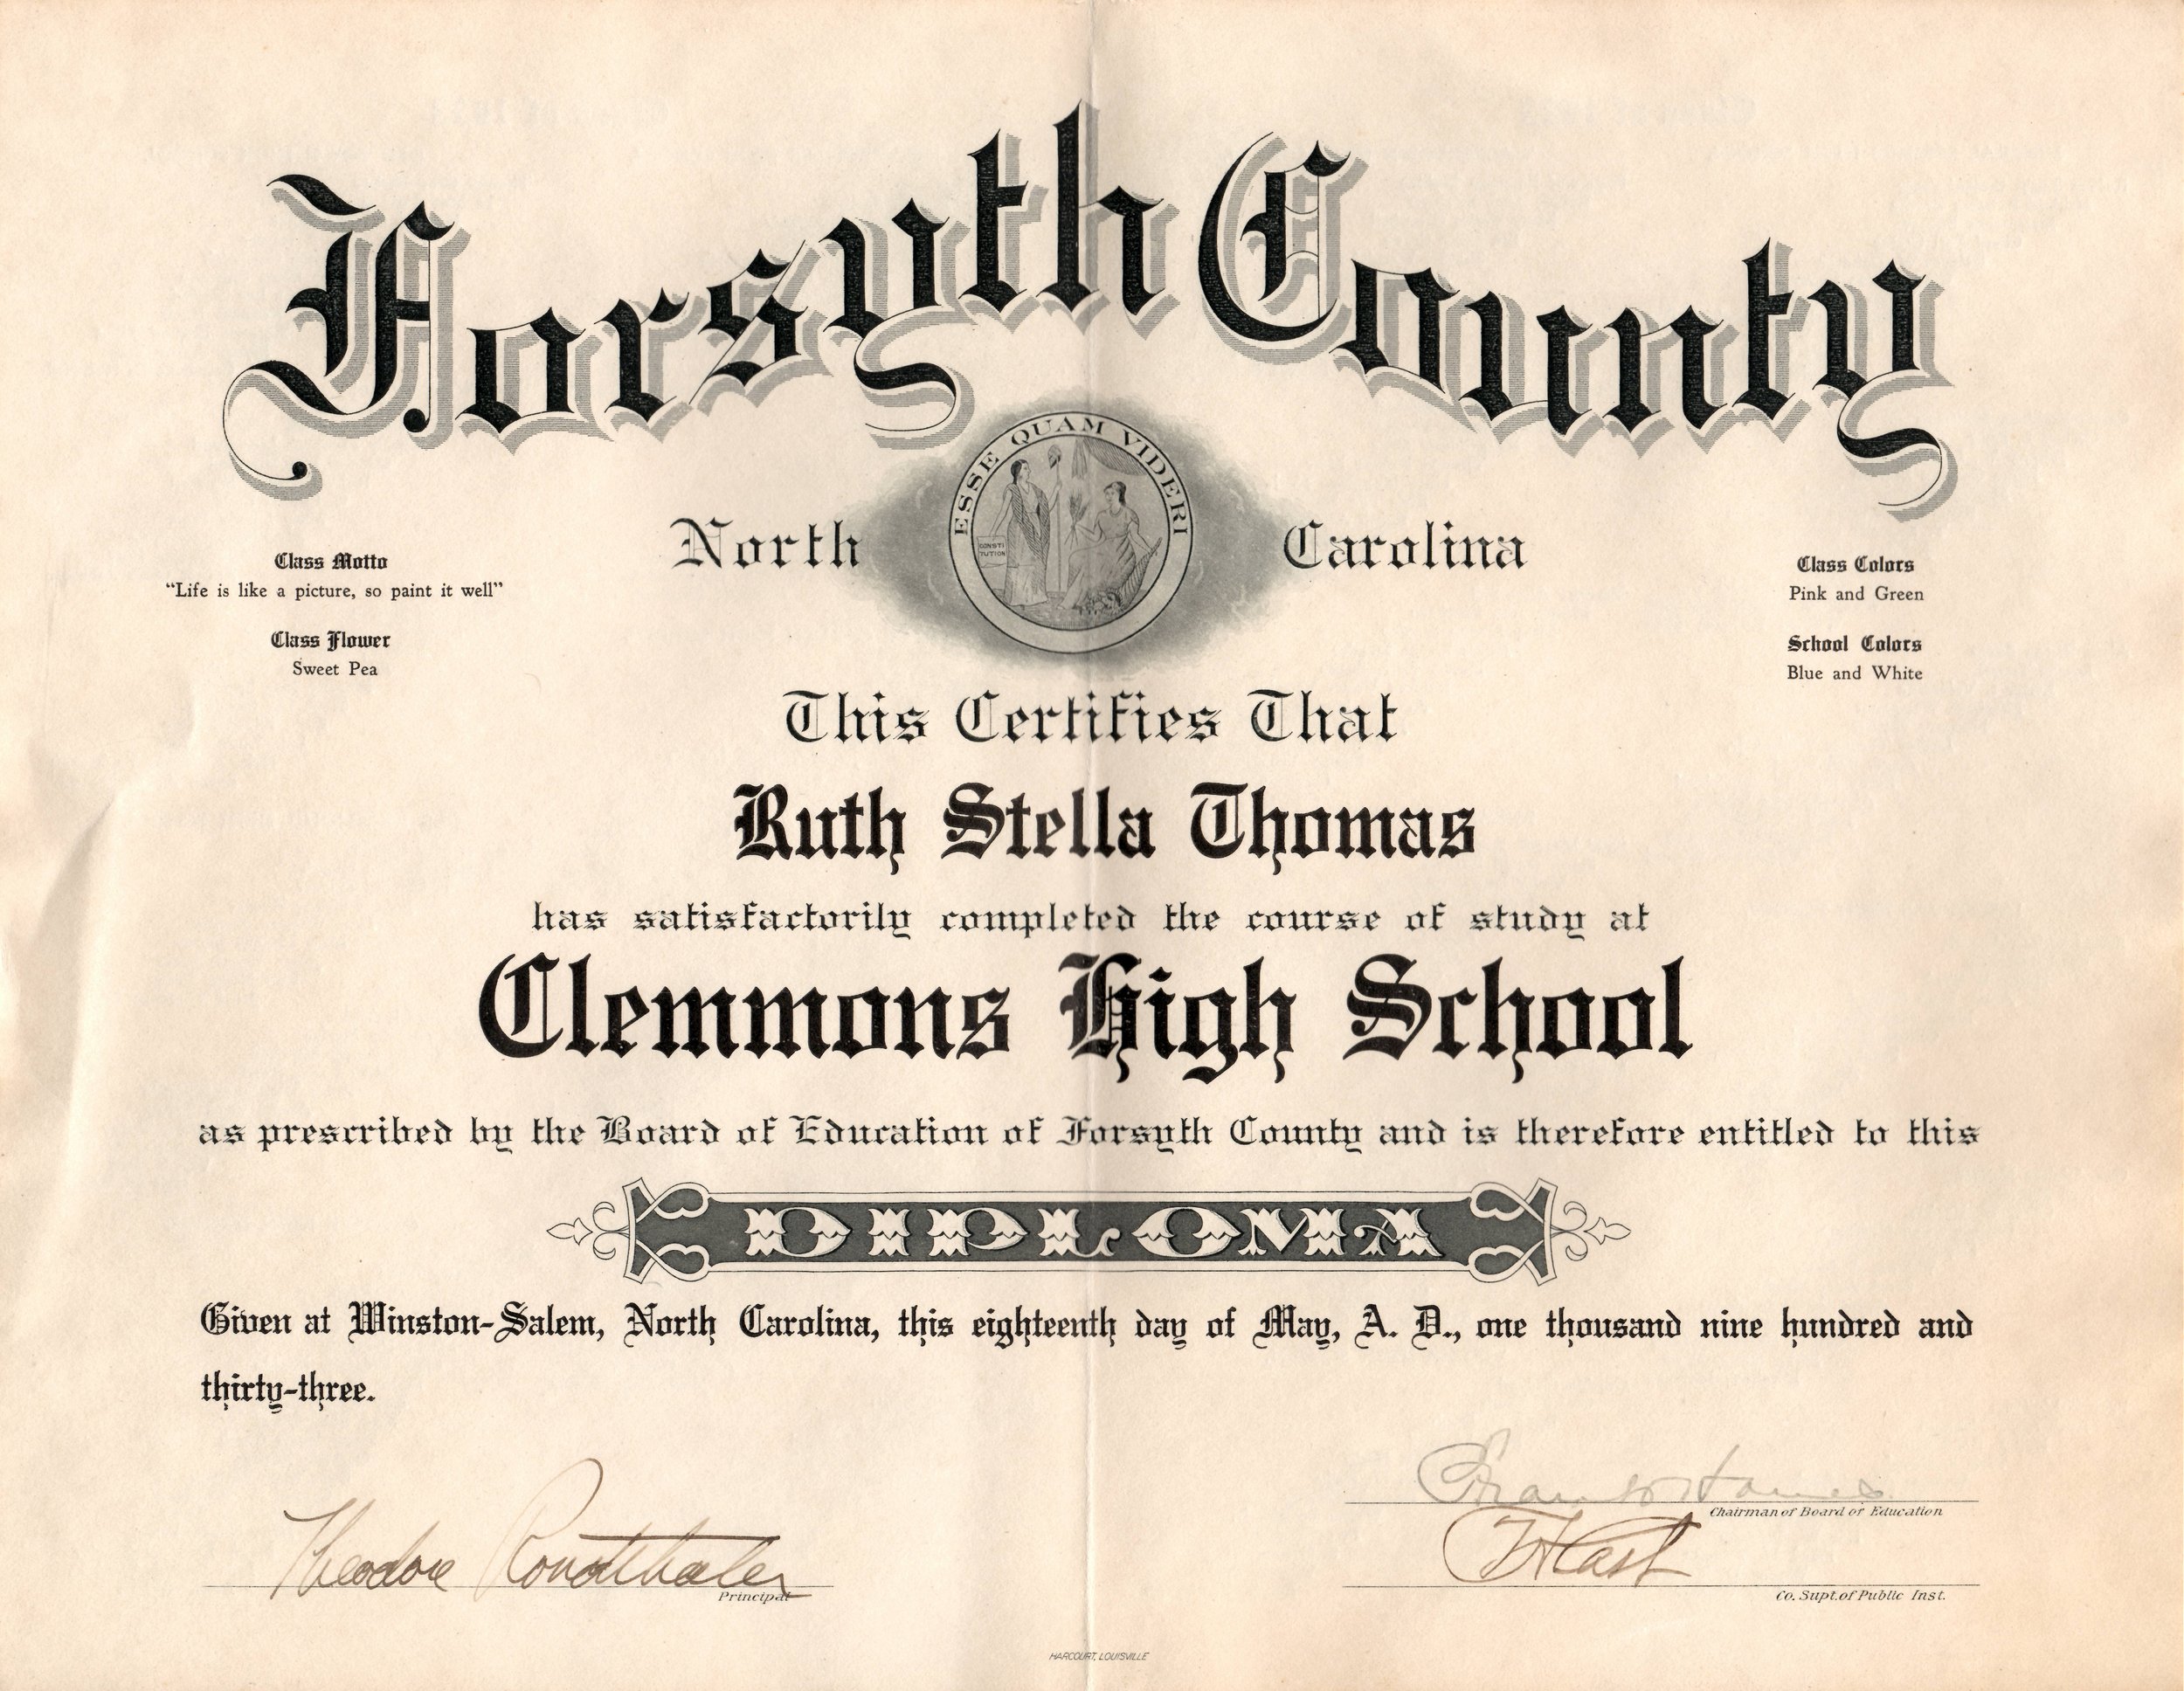 Forsyth County
ESSE QUAM VIDERI
CONSTI
TUTION
North Carolina
Class Motto
“Life is like a picture, so paint it well”
Class Flower
Sweet Pea
Class Colors
Pink and Green
School Colors
Blue and White
This Certifies That
Ruth Stella Thomas
has satisfactorily completed the course of study at
Clemmons High School
as prescribed by the Board of Education of Forsyth County and is therefore entitled to this
DIPLOMA
Given at Winston-Salem, North Carolina, this eighteenth day of May, A. D., one thousand nine hundred and
thirty-three.
Theodore Rondthaler
Principal
Chairman of Board of Education
T H Cash
Co. Supt. of Public Inst.
HARCOURT, LOUISVILLE